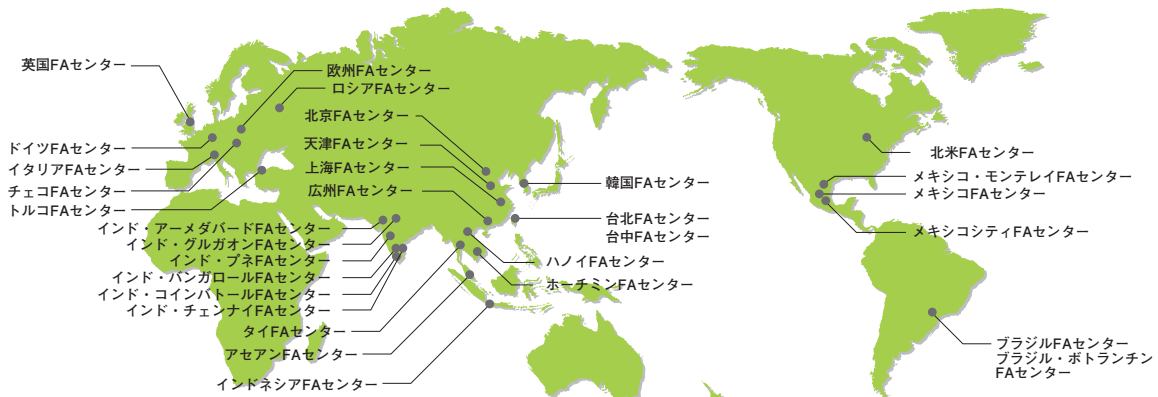 英国FAセンター
欧州FAセンター
ロシアFAセンター
北京FAセンター
天津FAセンター
上海FAセンター
広州FAセンター
ドイツFAセンター
イタリアFAセンター
チェコFAセンター
トルコFAセンター
インド・アーメダバードFAセンター
インド・グルガオンFAセンター
インド・プネFAセンター
インド・バンガロールFAセンター
インド・コインバトールFAセンター
インド・チェンナイFAセンター
タイFAセンター
アセアンFAセンター
インドネシアFAセンター
韓国FAセンター
台北FAセンター
台中FAセンター
ハノイFAセンター
ホーチミンFAセンター
北米FAセンター
メキシコ・モンテレイFAセンター
メキシコFAセンター
メキシコシティFAセンター
ブラジルFAセンター
ブラジル・ボトランチン
FAセンター